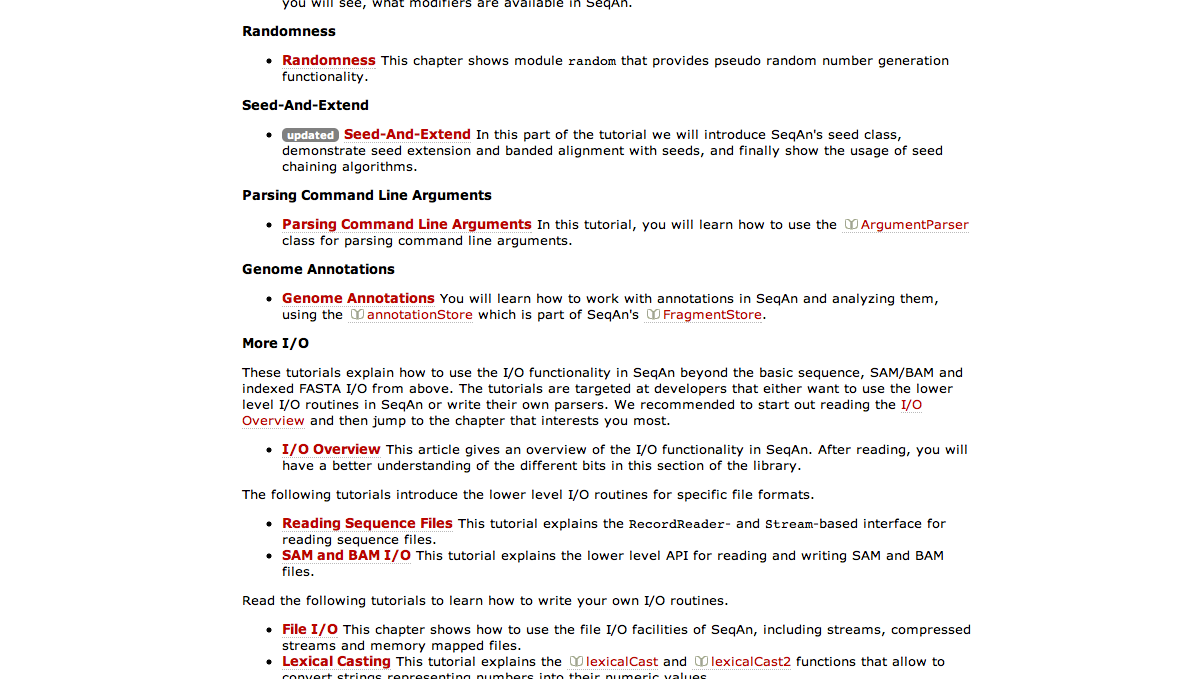 you will see, what modifiers are available in SeqAn.
Randomness
• Randomness This chapter shows module random that provides pseudo random number generation
functionality.
Seed-And-Extend
• updated Seed-And-Extend In this part of the tutorial we will introduce SeqAn's seed class,
demonstrate seed extension and banded alignment with seeds, and finally show the usage of seed
chaining algorithms.
Parsing Command Line Arguments
• Parsing Command Line Arguments In this tutorial, you will learn how to use the ArgumentParser
class for parsing command line arguments.
Genome Annotations
• Genome Annotations You will learn how to work with annotations in SeqAn and analyzing them,
using the annotationStore which is part of SeqAn's FragmentStore.
More I/O
These tutorials explain how to use the I/O functionality in SeqAn beyond the basic sequence, SAM/BAM and
indexed FASTA I/O from above. The tutorials are targeted at developers that either want to use the lower
level I/O routines in SeqAn or write their own parsers. We recommended to start out reading the I/O
Overview and then jump to the chapter that interests you most.
• I/O Overview This article gives an overview of the I/O functionality in SeqAn. After reading, you will
have a better understanding of the different bits in this section of the library.
The following tutorials introduce the lower level I/O routines for specific file formats.
• Reading Sequence Files This tutorial explains the RecordReader- and Stream-based interface for
reading sequence files.
• SAM and BAM I/O This tutorial explains the lower level API for reading and writing SAM and BAM
files.
Read the following tutorials to learn how to write your own I/O routines.
• File I/O This chapter shows how to use the file I/O facilities of SeqAn, including streams, compressed
streams and memory mapped files.
• Lexical Casting This tutorial explains the lexicalCast and lexicalCast2 functions that allow to
convert strings representing numbers into their numeric values.